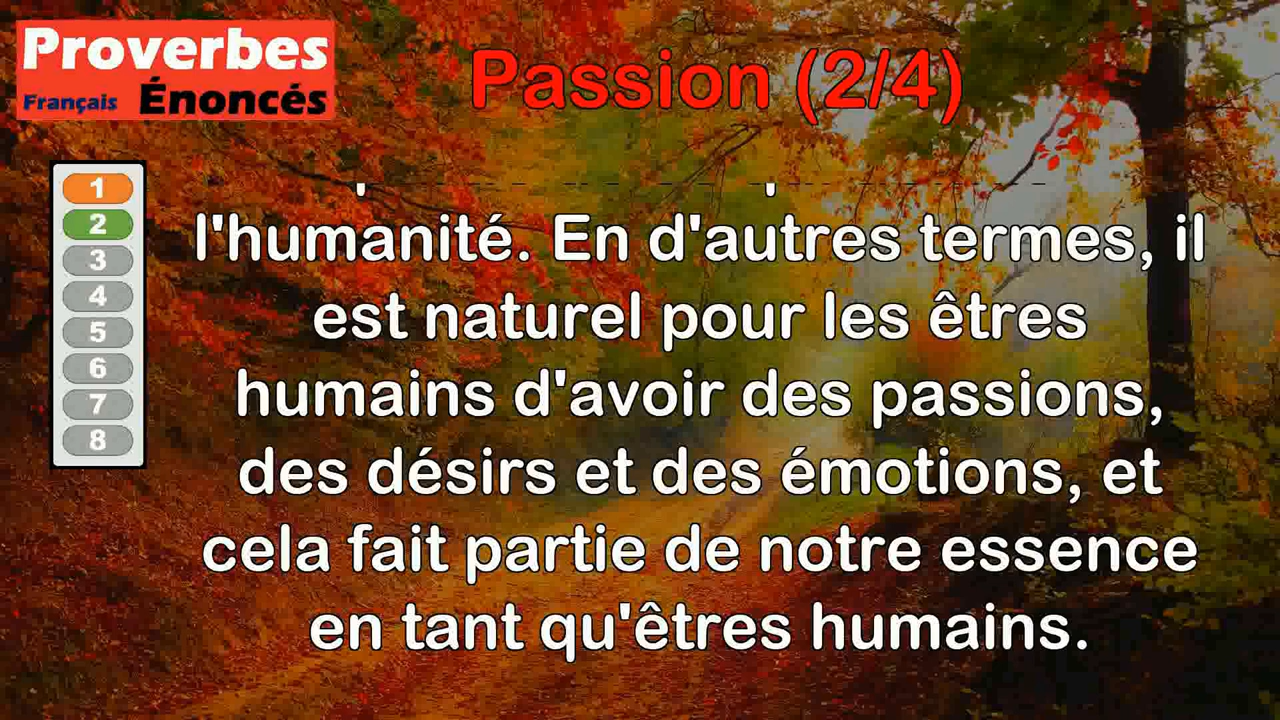 Proverbes
Français Énoncés
Passion (2/4)
1
2
3
4
5
6
7
8
l'humanité. En d'autres termes, il
est naturel pour les êtres
humains d'avoir des passions,
des désirs et des émotions, et
cela fait partie de notre essence
en tant qu'êtres humains.